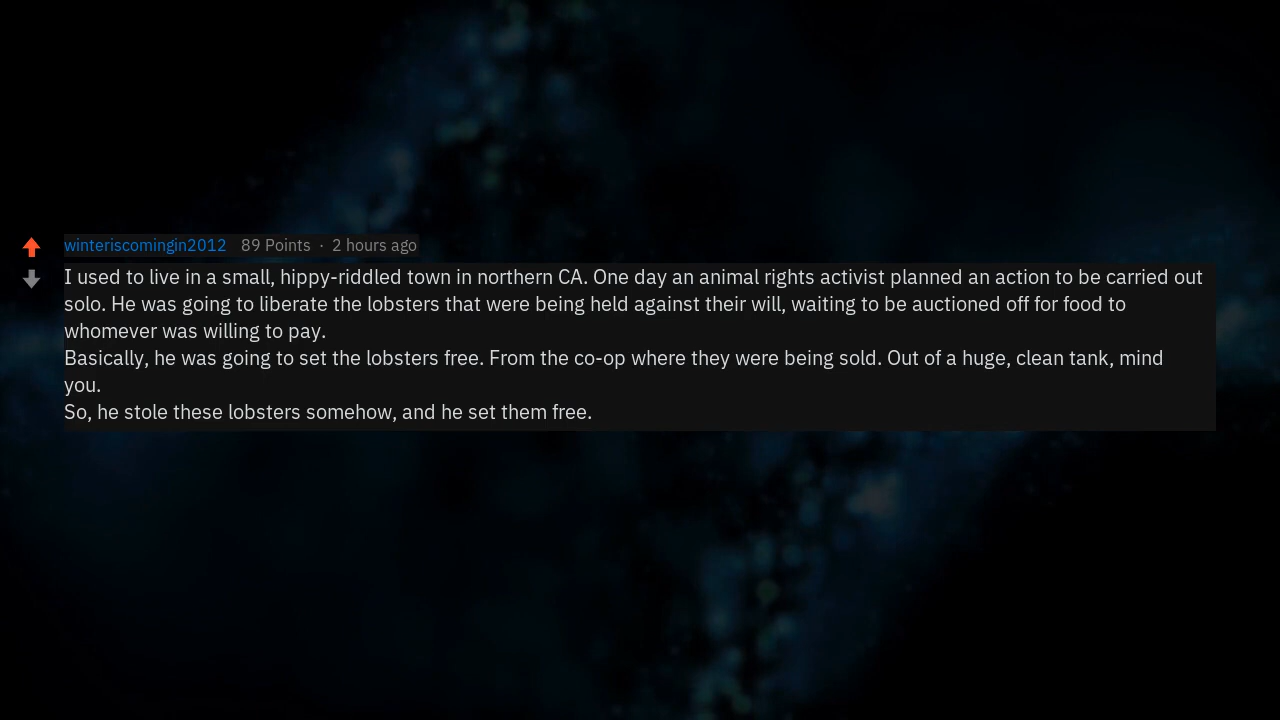 winteriscomingin2012 89 Points · 2 hours ago
I used to live in a small, hippy-riddled town in northern CA. One day an animal rights activist planned an action to be carried out
solo. He was going to liberate the lobsters that were being held against their will, waiting to be auctioned off for food to
whomever was willing to pay.
Basically, he was going to set the lobsters free. From the co-op where they were being sold. Out of a huge, clean tank, mind
you.
So, he stole these lobsters somehow, and he set them free.